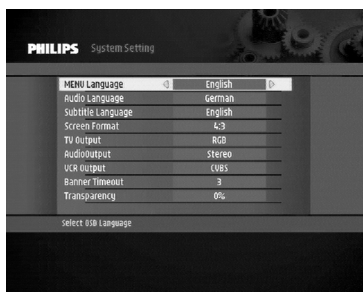 PHILIPS System Setting
MENU Language English
Audio Language German
Subtitle Language English
Screen Format 4:3
TV Output RGB
AudioOutput Stereo
VCR Output CVBS
Banner Timeout 3
Transparency 0%
Select OSD Language